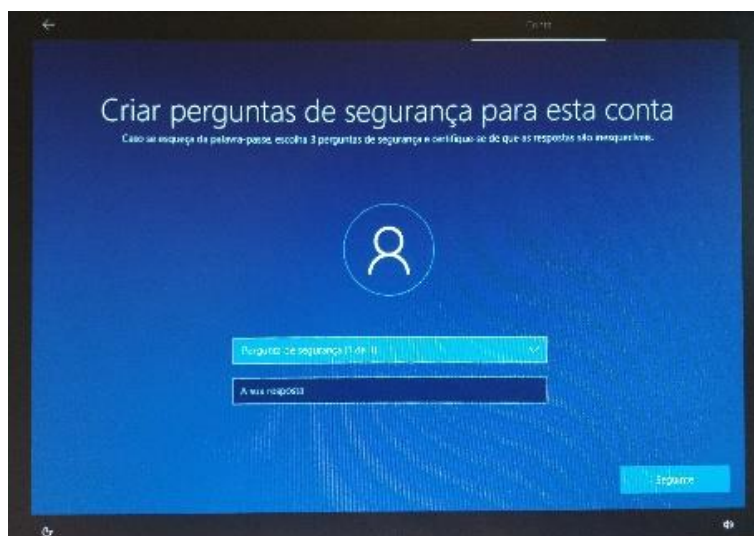 Conta
Criar perguntas de segurança para esta conta
Caso se esqueça da palavra-passe, escolha 3 perguntas de segurança e certifique-se de que as respostas são inesquecíveis.
Pergunta de segurança (1 de 3)
A sua resposta
Seguinte